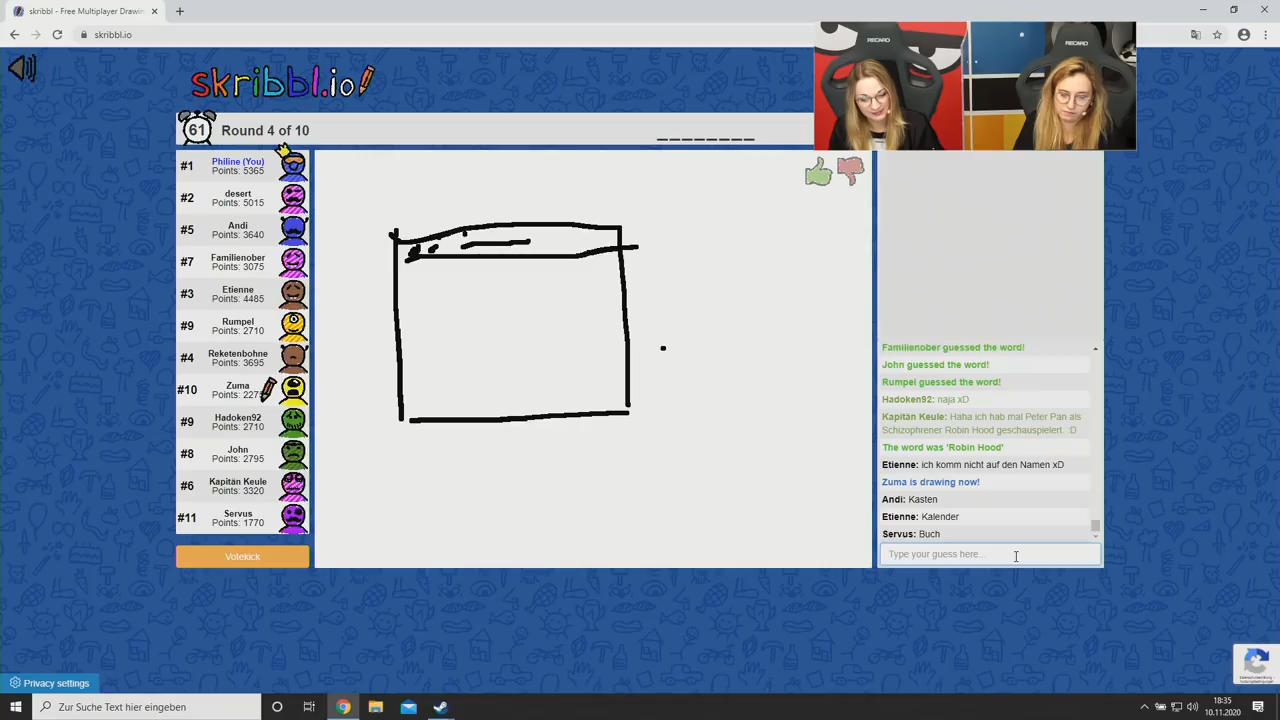 skribbl - Free Multiplayer Drawin
skribbl.io
RECARO
RECARO
skribbl.io
61
Round 4 of 10
________
#1 Philine (You)
Points: 5365
#2 desert
Points: 5015
#5 Andi
Points: 3640
#7 Familienober
Points: 3075
#3 Etienne
Points: 4485
#9 Rumpel
Points: 2710
#4 Reketenbohne
Points: 3695
#10 Zuma
Points: 2275
#9 Hadoken92
Points: 2710
#8 John
Points: 2795
#6 Kapitän Keule
Points: 3320
#11 Servus
Points: 1770
Votekick
Familienober guessed the word!
John guessed the word!
Rumpel guessed the word!
Hadoken92: naja xD
Kapitän Keule: Haha ich hab mal Peter Pan als
Schizophrener Robin Hood geschauspielert. :D
The word was 'Robin Hood'
Etienne: ich komm nicht auf den Namen xD
Zuma is drawing now!
Andi: Kasten
Etienne: Kalender
Servus: Buch
Type your guess here...
Privacy settings
Zur Suche Text hier eingeben
18:35
10.11.2020